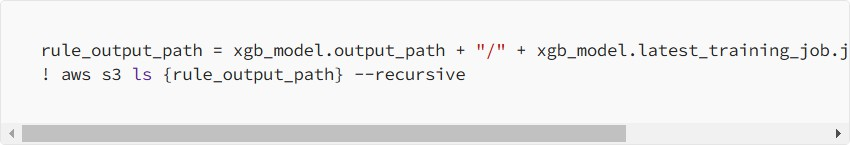 rule_output_path = xgb_model.output_path + "/" + xgb_model.latest_training_job.j
! aws s3 ls {rule_output_path} --recursive